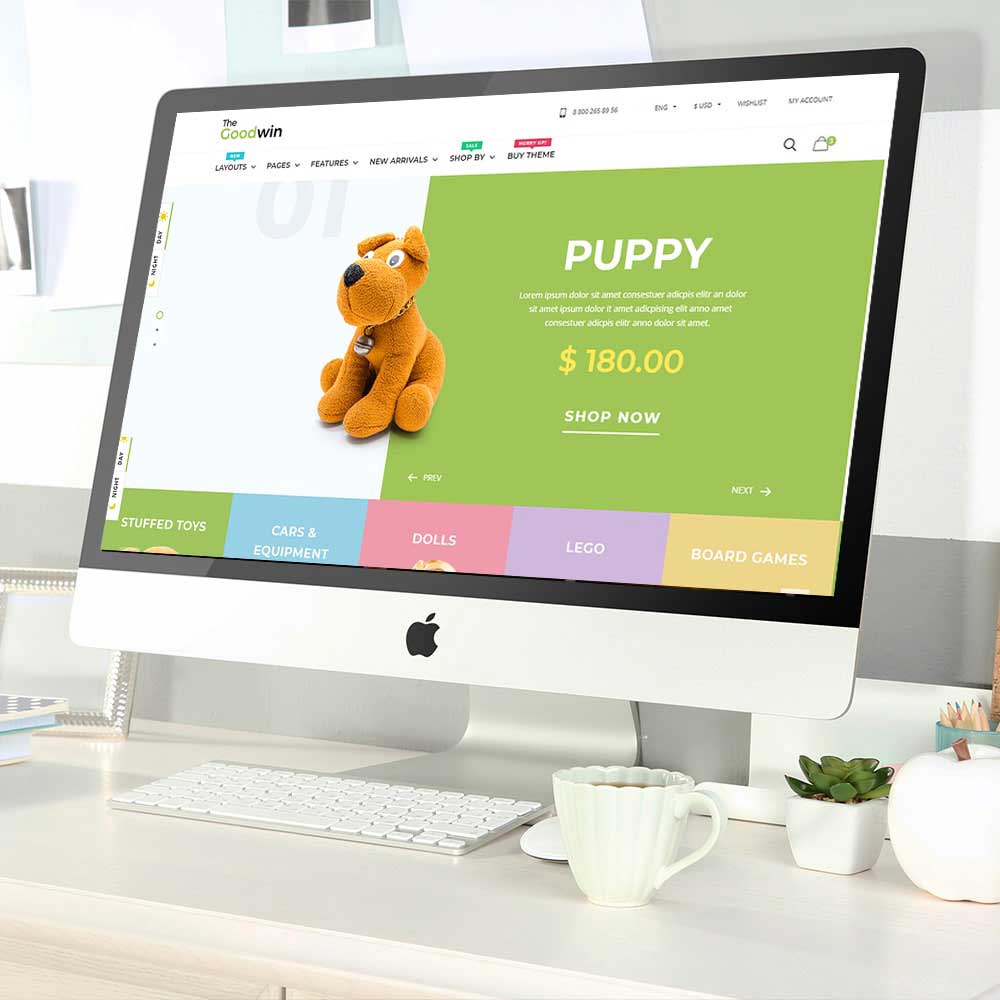 8 800 265 89 56
ENG
$ USD
WISHLIST
MY ACCOUNT
The
Goodwin
NEW
SALE
HURRY UP!
LAYOUTS
PAGES
FEATURES
NEW ARRIVALS
SHOP BY
BUY THEME
3
01
DAY
NIGHT
PUPPY
Lorem ipsum dolor sit amet consestuer adicpis elitr an dolor
sit amet ipsum dolor it amet adicpising elit anno amet
consestuer adicpis elitr anno dolor sit amet.
$ 180.00
SHOP NOW
PREV
NEXT
DAY
NIGHT
STUFFED TOYS
CARS &
EQUIPMENT
DOLLS
LEGO
BOARD GAMES